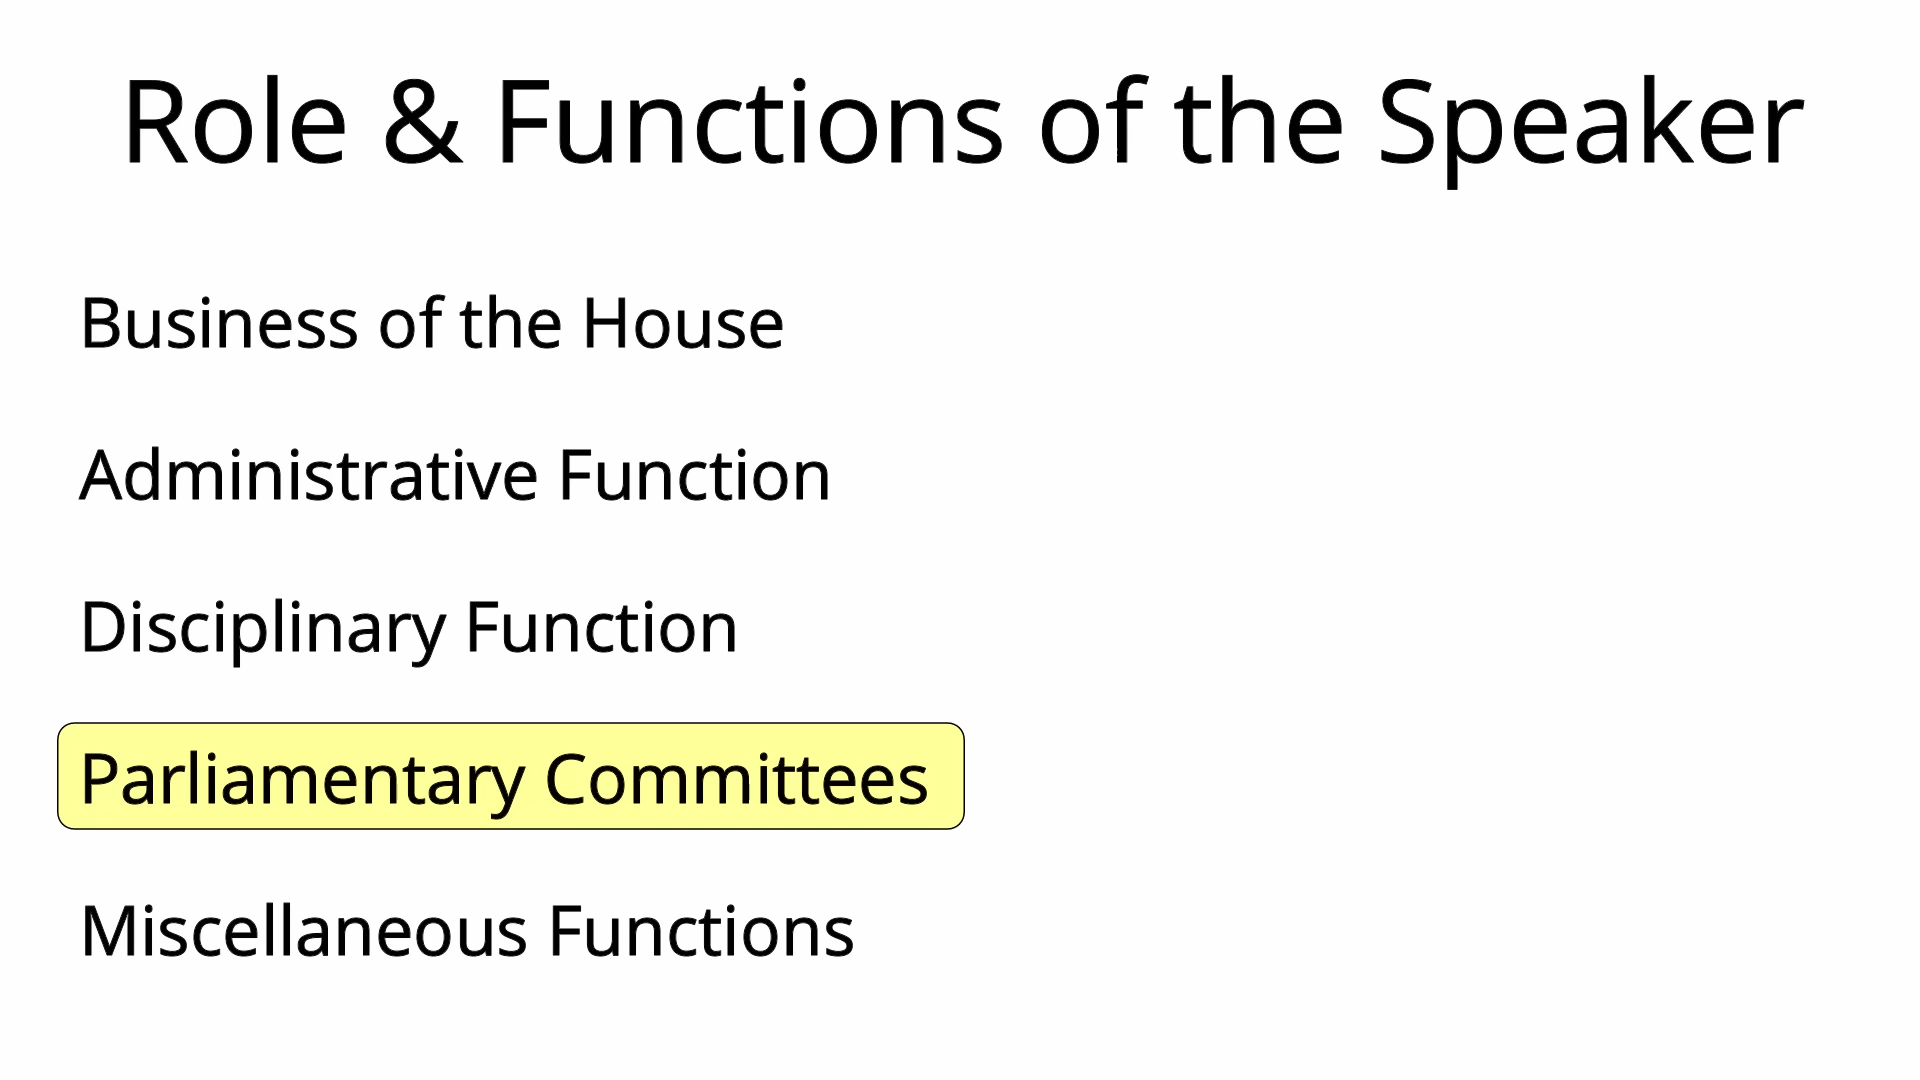 Role & Functions of the Speaker
Business of the House
Administrative Function
Disciplinary Function
Parliamentary Committees
Miscellaneous Functions